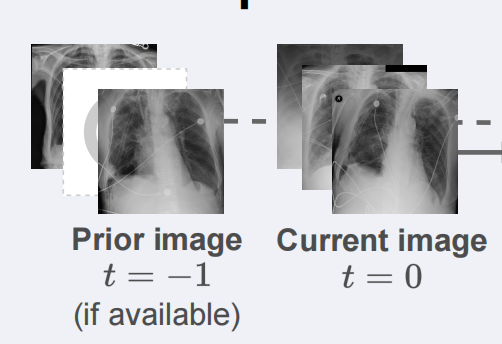 Prior image
t = −1
(if available)
Current image
t = 0